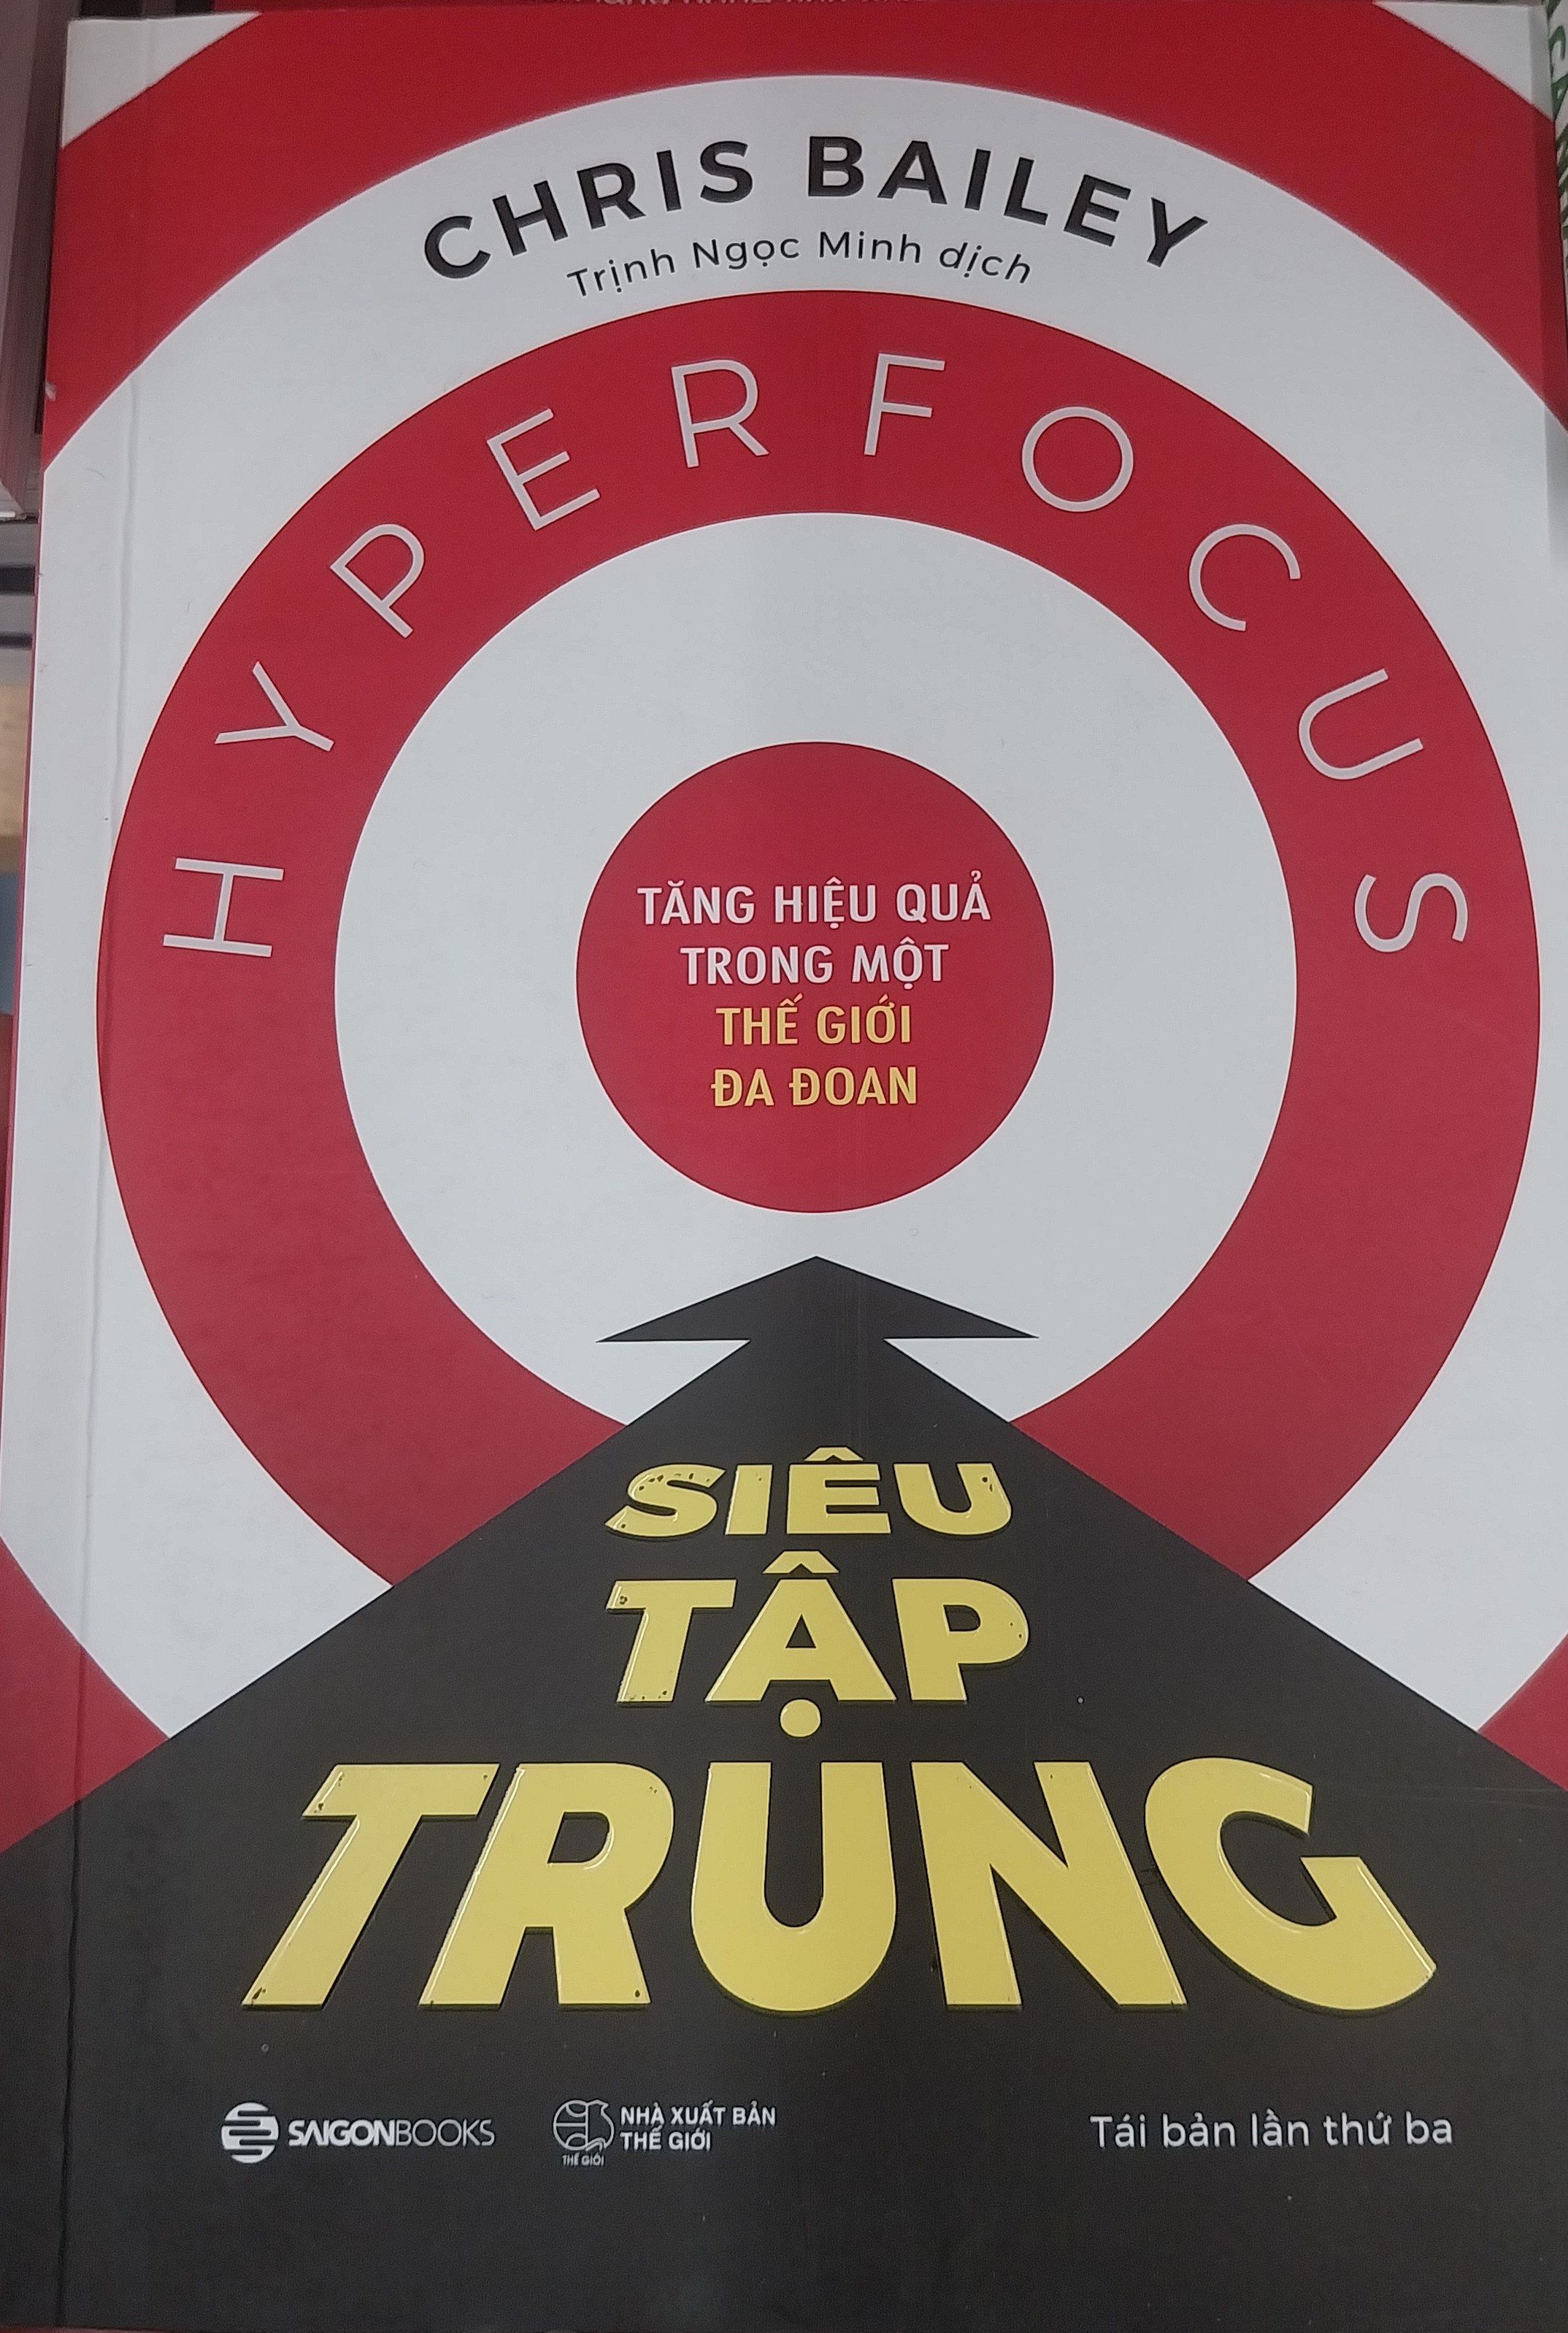 CHRIS BAILEY
Trịnh Ngọc Minh dịch
HYPERFOCUS
TĂNG HIỆU QUẢ
TRONG MỘT
THẾ GIỚI
ĐA ĐOAN
SIÊU
TẬP
TRUNG
SAIGONBOOKS
NHÀ XUẤT BẢN
THẾ GIỚI
THẾ GIỚI
Tái bản lần thứ ba